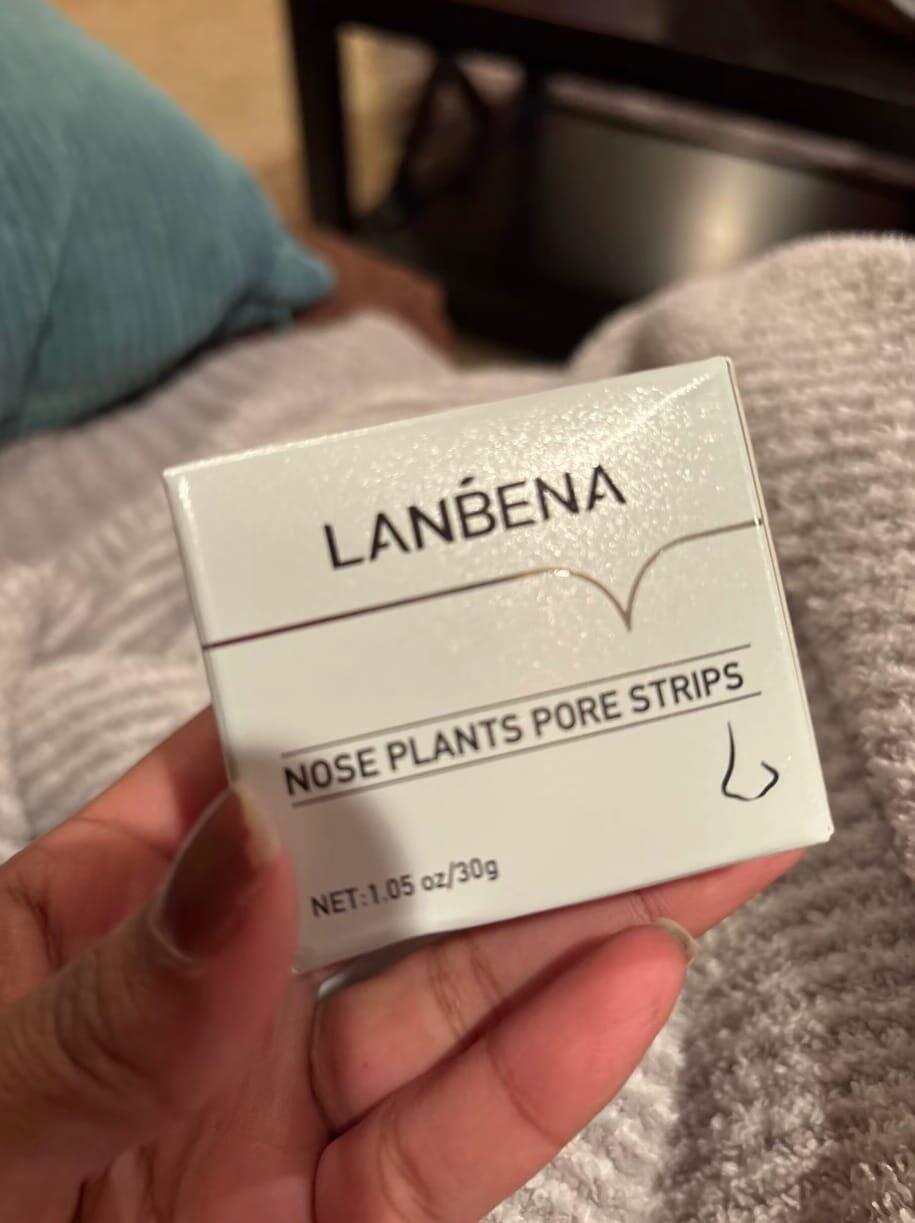 LANBENA
NOSE PLANTS PORE STRIPS
NET:1.05 oz/30g